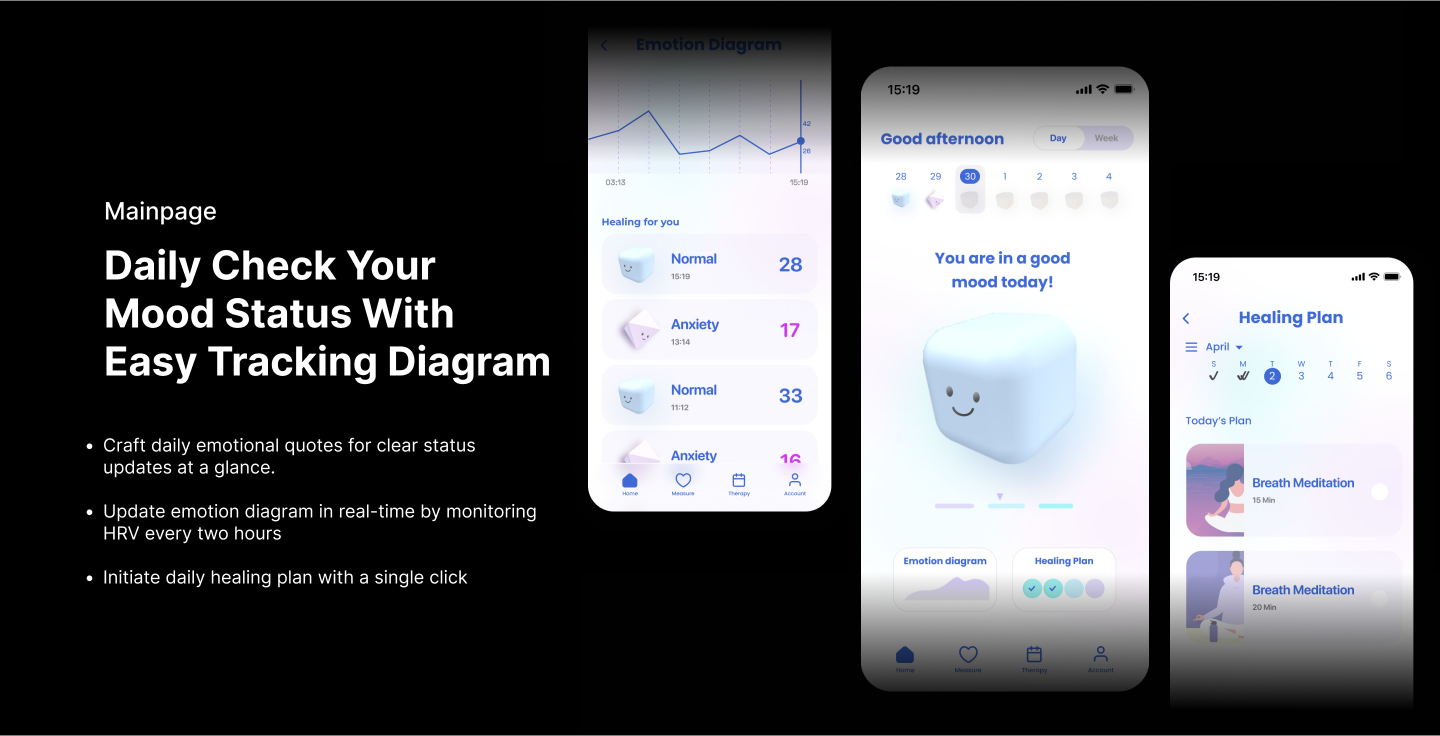 Mainpage
Daily Check Your
Mood Status With
Easy Tracking Diagram
• Craft daily emotional quotes for clear status
updates at a glance.
• Update emotion diagram in real-time by monitoring
HRV every two hours
• Initiate daily healing plan with a single click
Emotion Diagram
42
26
03:13
15:19
Healing for you
Normal
15:19
28
Anxiety
13:14
17
Normal
11:12
33
Anxiety
16
Home
Measure
Therapy
Account
15:19
Good afternoon
Day
Week
28 29 30 1 2 3 4
You are in a good
mood today!
Emotion diagram
Healing Plan
Home
Measure
Therapy
Account
15:19
Healing Plan
April
S M T W T F S
2 3 4 5 6
Today's Plan
Breath Meditation
15 Min
Breath Meditation
20 Min